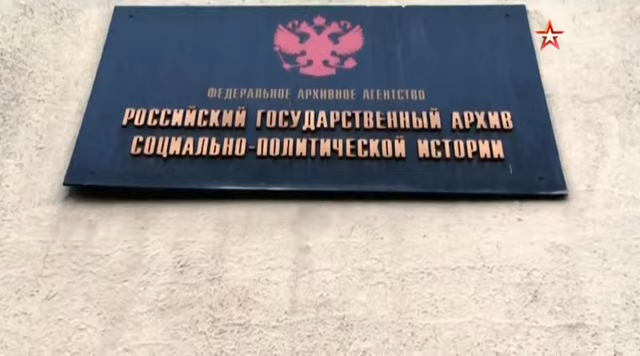 ФЕДЕРАЛЬНОЕ АРХИВНОЕ АГЕНТСТВО
РОССИЙСКИЙ ГОСУДАРСТВЕННЫЙ АРХИВ
СОЦИАЛЬНО-ПОЛИТИЧЕСКОЙ ИСТОРИИ